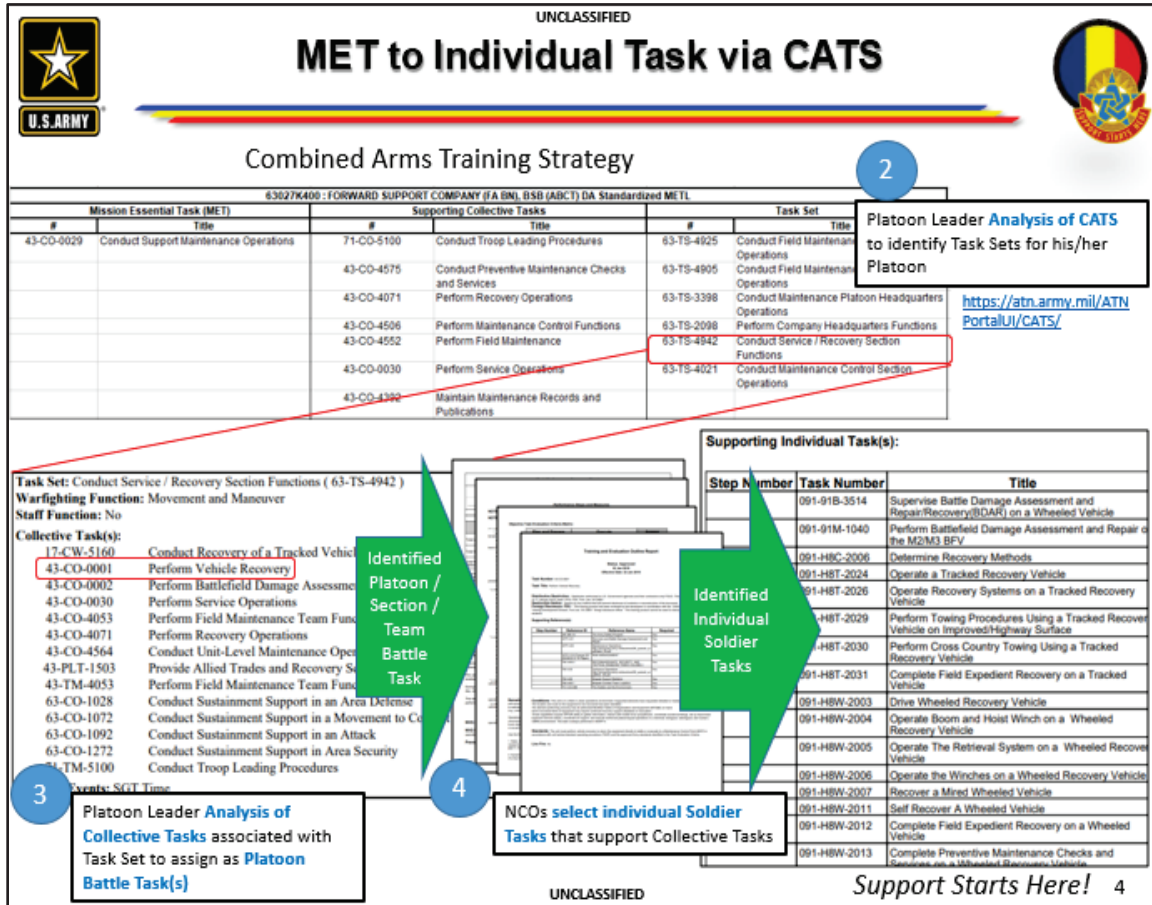 UNCLASSIFIED
MET to Individual Task via CATS
U.S.ARMY
SUPPORT STARTS HERE
Combined Arms Training Strategy
2
Platoon Leader Analysis of CATS
to identify Task Sets for his/her
Platoon
https://atn.army.mil/ATN
PortalUI/CATS/
63027K400 : FORWARD SUPPORT COMPANY (FA BN), BSB (ABCT) DA Standardized METL
Mission Essential Task (MET) Supporting Collective Tasks Task Set
# Title # Title # Title
43-CO-0029 Conduct Support Maintenance Operations 71-CO-5100 Conduct Troop Leading Procedures 63-TS-4925 Conduct Field Maintenance
Operations
43-CO-4575 Conduct Preventive Maintenance Checks 63-TS-4905 Conduct Field Maintenance
and Services Operations
43-CO-4071 Perform Recovery Operations 63-TS-3398 Conduct Maintenance Platoon Headquarters
Operations
43-CO-4506 Perform Maintenance Control Functions 63-TS-2098 Perform Company Headquarters Functions
43-CO-4552 Perform Field Maintenance 63-TS-4942 Conduct Service / Recovery Section
Functions
43-CO-0030 Perform Service Operations 63-TS-4021 Conduct Maintenance Control Section
Operations
43-CO-4392 Maintain Maintenance Records and
Publications
Task Set: Conduct Service / Recovery Section Functions ( 63-TS-4942 )
Warfighting Function: Movement and Maneuver
Staff Function: No
Collective Task(s):
17-CW-5160 Conduct Recovery of a Tracked Vehicl
43-CO-0001 Perform Vehicle Recovery
43-CO-0002 Perform Battlefield Damage Assessme
43-CO-0030 Perform Service Operations
43-CO-4053 Perform Field Maintenance Team Func
43-CO-4071 Perform Recovery Operations
43-CO-4564 Conduct Unit-Level Maintenance Oper
43-PLT-1503 Provide Allied Trades and Recovery Se
43-TM-4053 Perform Field Maintenance Team Func
63-CO-1028 Conduct Sustainment Support in an Area Defense
63-CO-1072 Conduct Sustainment Support in a Movement to Co
63-CO-1092 Conduct Sustainment Support in an Attack
63-CO-1272 Conduct Sustainment Support in Area Security
71-TM-5100 Conduct Troop Leading Procedures
Events: SGT Time
3
Platoon Leader Analysis of
Collective Tasks associated with
Task Set to assign as Platoon
Battle Task(s)
Identified
Platoon /
Section /
Team
Battle
Task
Training and Evaluation Outline Report
4
NCOs select individual Soldier
Tasks that support Collective Tasks
Identified
Individual
Soldier
Tasks
Supporting Individual Task(s):
Step Number Task Number Title
091-91B-3514 Supervise Battle Damage Assessment and
Repair/Recovery(BDAR) on a Wheeled Vehicle
091-91M-1040 Perform Battlefield Damage Assessment and Repair o
the M2/M3 BFV
091-H8C-2006 Determine Recovery Methods
091-H8T-2024 Operate a Tracked Recovery Vehicle
091-H8T-2026 Operate Recovery Systems on a Tracked Recovery
Vehicle
-H8T-2029 Perform Towing Procedures Using a Tracked Recover
Vehicle on Improved/Highway Surface
-H8T-2030 Perform Cross Country Towing Using a Tracked
Recovery Vehicle
091-H8T-2031 Complete Field Expedient Recovery on a Tracked
Vehicle
091-H8W-2003 Drive Wheeled Recovery Vehicle
091-H8W-2004 Operate Boom and Hoist Winch on a Wheeled
Recovery Vehicle
091-H8W-2005 Operate The Retrieval System on a Wheeled Recover
Vehicle
091-H8W-2006 Operate the Winches on a Wheeled Recovery Vehicle
091-H8W-2007 Recover a Mired Wheeled Vehicle
091-H8W-2011 Self Recover A Wheeled Vehicle
091-H8W-2012 Complete Field Expedient Recovery on a Wheeled
Vehicle
091-H8W-2013 Complete Preventive Maintenance Checks and
Services on a Wheeled Recovery Vehicle
UNCLASSIFIED
Support Starts Here! 4